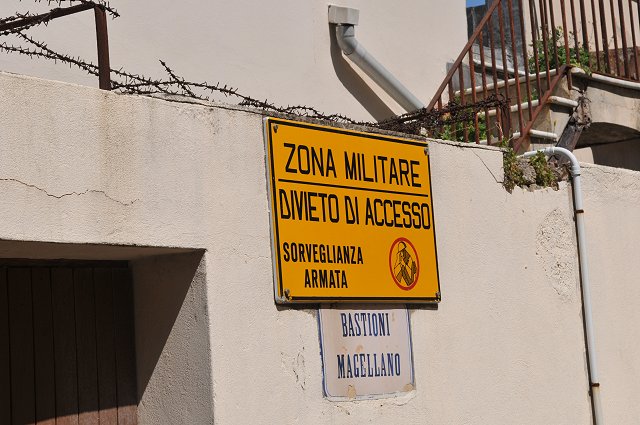 ZONA MILITARE
DIVIETO DI ACCESSO
SORVEGLIANZA
ARMATA
BASTIONI
MAGELLANO